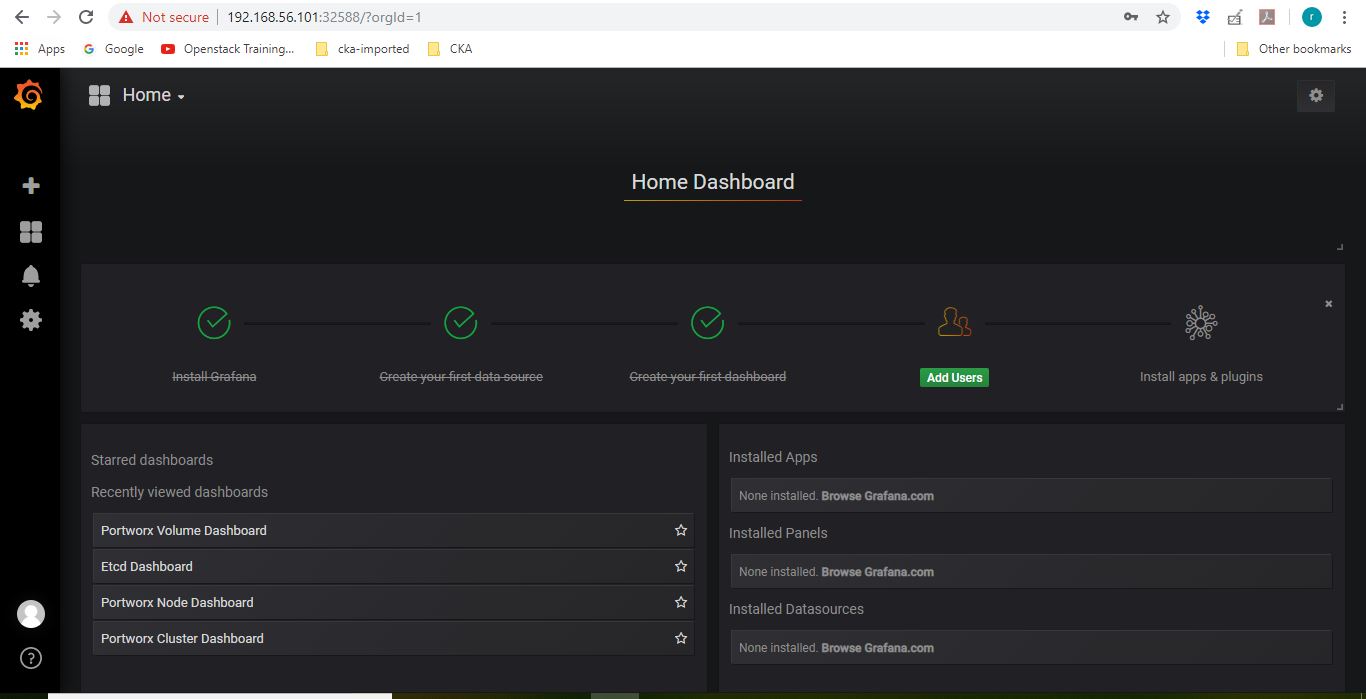 Not secure | 192.168.56.101:32588/?orgId=1
r
Apps Google Openstack Training... cka-imported CKA Other bookmarks
Home
Home Dashboard
Install Grafana Create your first data source Create your first dashboard Add Users Install apps & plugins
Starred dashboards
Recently viewed dashboards
Portworx Volume Dashboard
Etcd Dashboard
Portworx Node Dashboard
Portworx Cluster Dashboard
Installed Apps
None installed. Browse Grafana.com
Installed Panels
None installed. Browse Grafana.com
Installed Datasources
None installed. Browse Grafana.com